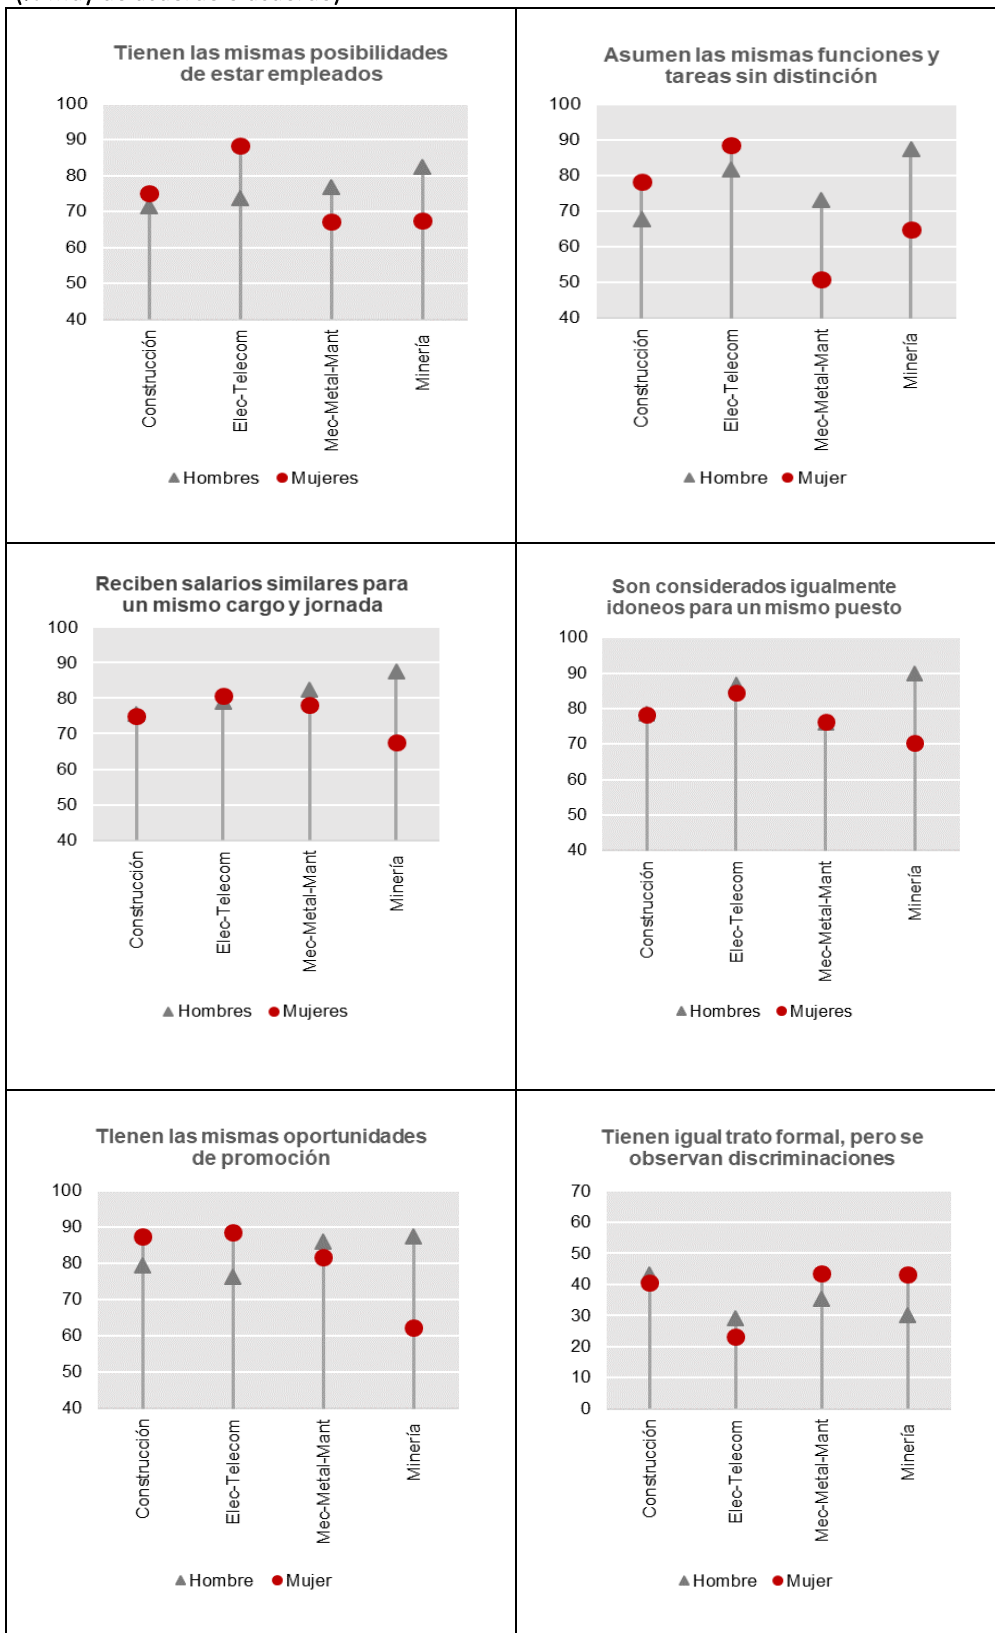 Tienen las mismas posibilidades
de estar empleados
100
90
80
70
60
50
40
Construcción
Elec-Telecom
Mec-Metal-Mant
Minería
Hombres Mujeres
Asumen las mismas funciones y
tareas sin distinción
100
90
80
70
60
50
40
Construcción
Elec-Telecom
Mec-Metal-Mant
Minería
Hombre Mujer
Reciben salarios similares para
un mismo cargo y jornada
100
90
80
70
60
50
40
Construcción
Elec-Telecom
Mec-Metal-Mant
Minería
Hombres Mujeres
Son considerados igualmente
idoneos para un mismo puesto
100
90
80
70
60
50
40
Construcción
Elec-Telecom
Mec-Metal-Mant
Minería
Hombres Mujeres
TIenen las mismas oportunidades
de promoción
100
90
80
70
60
50
40
Construcción
Elec-Telecom
Mec-Metal-Mant
Minería
Hombre Mujer
Tienen igual trato formal, pero se
observan discriminaciones
70
60
50
40
30
20
10
0
Construcción
Elec-Telecom
Mec-Metal-Mant
Minería
Hombre Mujer